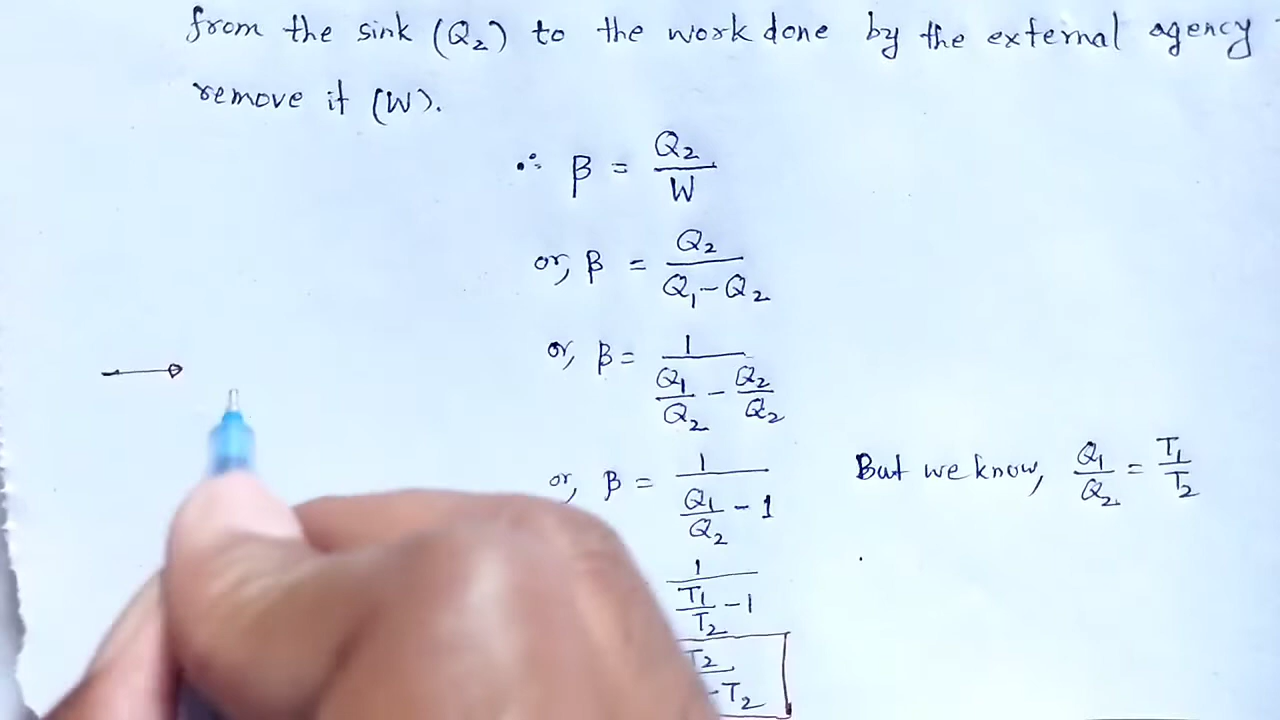 from the sink (Q₂) to the work done by the external agency
remove it (W).
∴ β = Q₂/W
or, β = Q₂/(Q₁-Q₂)
or, β = 1/(Q₁/Q₂ - Q₂/Q₂)
or, β = 1/(Q₁/Q₂ - 1)
But we know, Q₁/Q₂ = T₁/T₂
1/(T₁/T₂ - 1)
T₂/-T₂